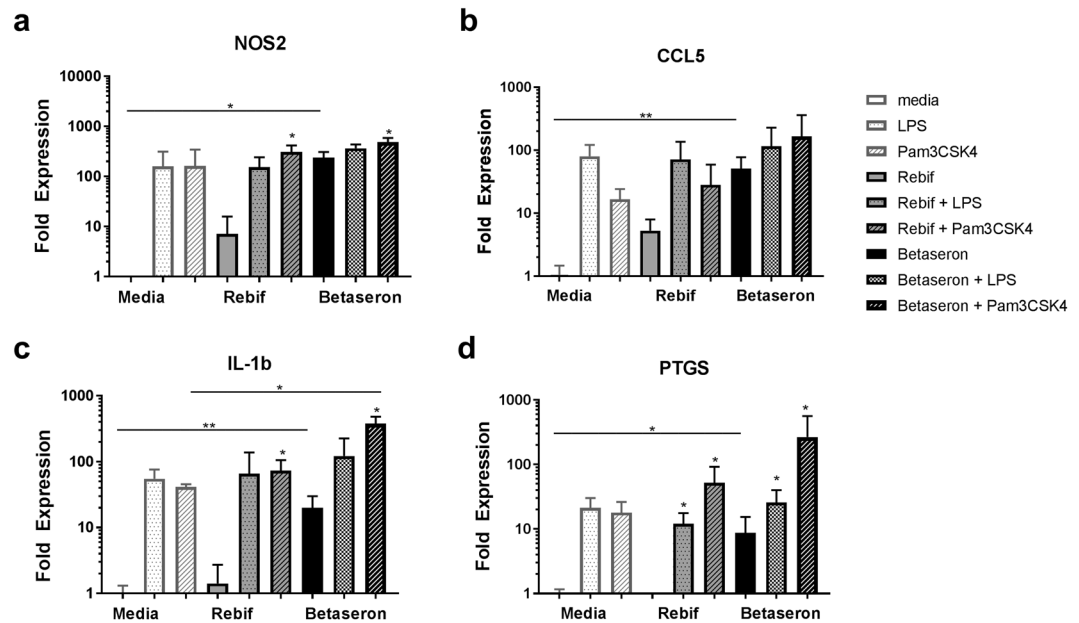 a
NOS2
Fold Expression
10000
1000
100
10
1
*
*
*
Media Rebif Betaseron
b
CCL5
Fold Expression
1000
100
10
1
**
Media Rebif Betaseron
media
LPS
Pam3CSK4
Rebif
Rebif + LPS
Rebif + Pam3CSK4
Betaseron
Betaseron + LPS
Betaseron + Pam3CSK4
c
IL-1b
Fold Expression
1000
100
10
1
*
**
*
*
Media Rebif Betaseron
d
PTGS
Fold Expression
1000
100
10
1
*
*
*
*
*
Media Rebif Betaseron